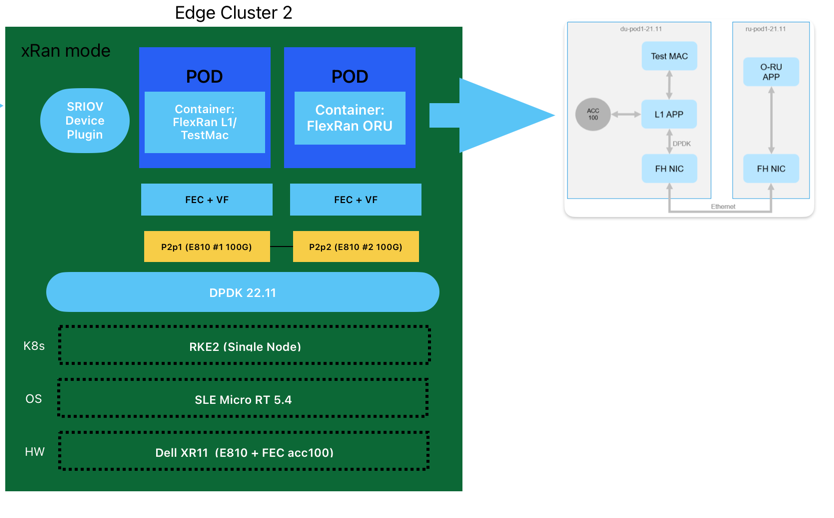 Edge Cluster 2
xRan mode
SRIOV
Device
Plugin
POD
Container:
FlexRan L1/
TestMac
POD
Container:
FlexRan ORU
FEC + VF
FEC + VF
P2p1 (E810 #1 100G)
P2p2 (E810 #2 100G)
DPDK 22.11
K8s
RKE2 (Single Node)
OS
SLE Micro RT 5.4
HW
Dell XR11  (E810 + FEC acc100)
du-pod1-21.11
Test MAC
ACC
100
L1 APP
DPDK
FH NIC
ru-pod1-21.11
O-RU
APP
FH NIC
Ethernet